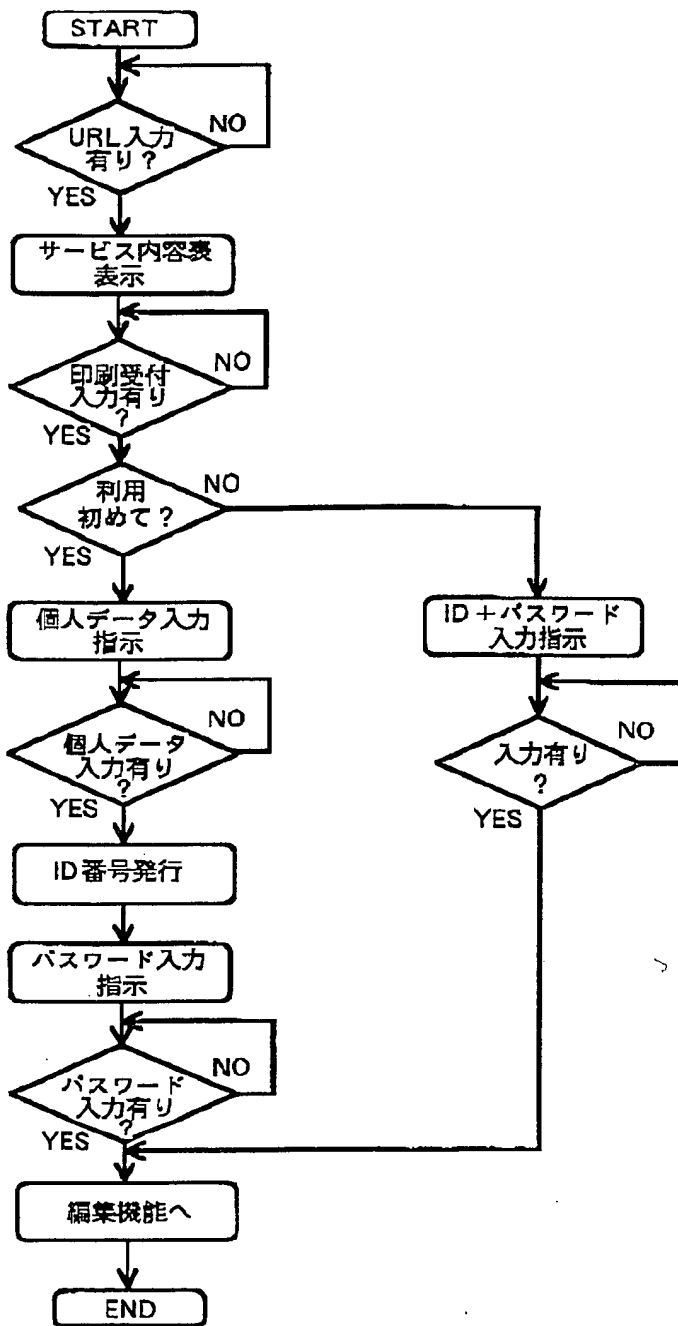 START
URL入力
有り？
NO
YES
サービス内容表
表示
印刷受付
入力有り
？
NO
YES
利用
初めて？
NO
YES
個人データ入力
指示
個人データ
入力有り
？
NO
YES
ID番号発行
パスワード入力
指示
パスワード
入力有り
？
NO
YES
ID＋パスワード
入力指示
入力有り
？
NO
YES
編集機能へ
END